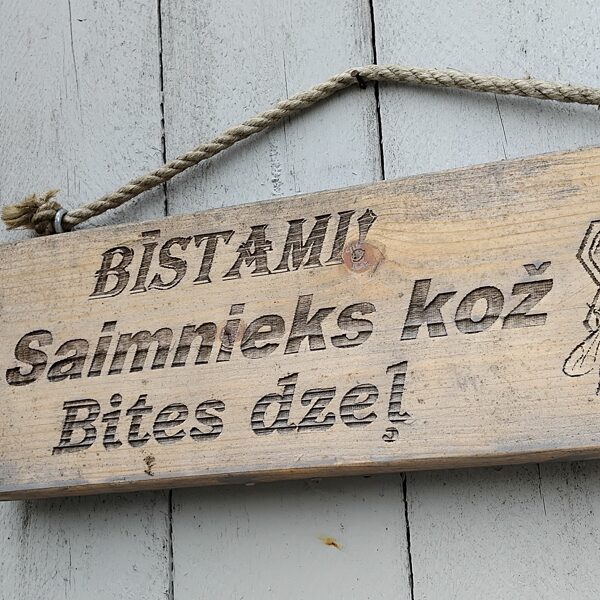 BĪSTAMI!
Saimnieks kož
Bites dzeļ